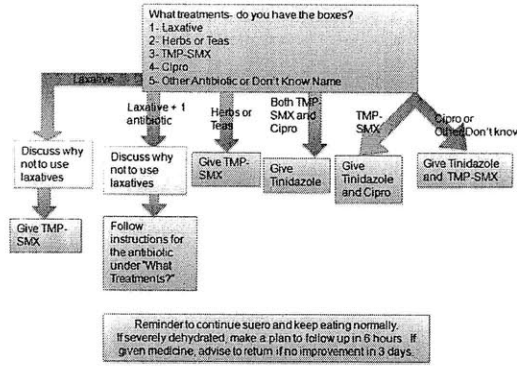 What treatments- do you have the boxes?
1- Laxative
2- Herbs or Teas
3- TMP-SMX
4- Cipro
5- Other Antibiotic or Don't Know Name
Laxative
Laxative + 1
antibiotic
Herbs or
Teas
Both TMP-
SMX and
Cipro
TMP-
SMX
Cipro or
Other/Don't know
Discuss why
not to use
laxatives
Discuss why
not to use
laxatives
Give TMP-
SMX
Give Tinidazole
Give
Tinidazole
and Cipro
Give Tinidazole
and TMP-SMX
Give TMP-
SMX
Follow
instructions for
the antibiotic
under "What
Treatments?"
Reminder to continue suero and keep eating normally.
If severely dehydrated, make a plan to follow up in 6 hours. If
given medicine, advise to return if no improvement in 3 days.